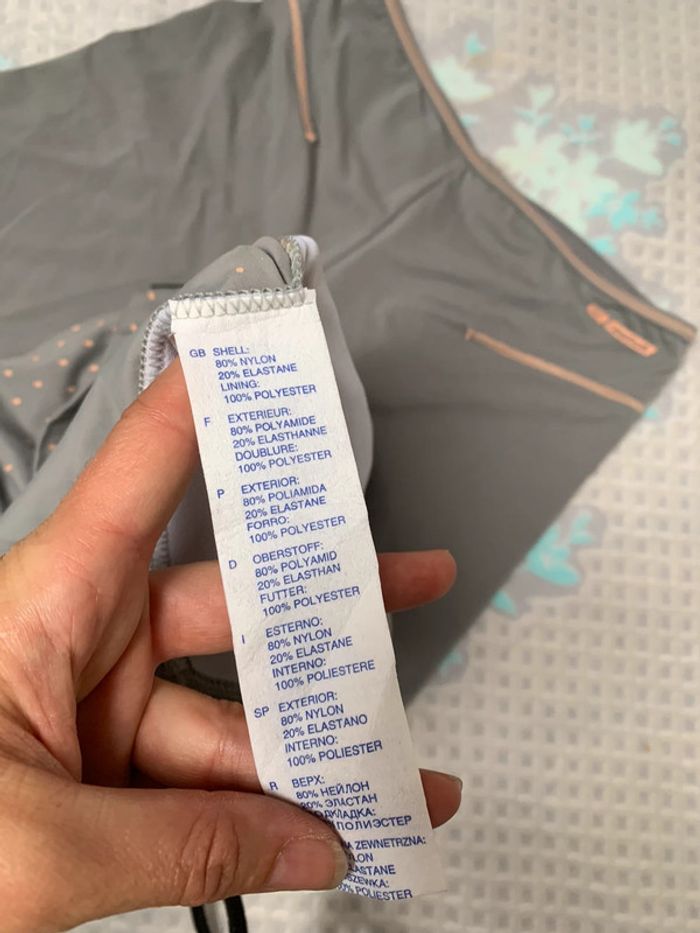 GB SHELL:
80% NYLON
20% ELASTANE
LINING:
100% POLYESTER
F EXTERIEUR:
80% POLYAMIDE
20% ELASTHANNE
DOUBLURE:
100% POLYESTER
P EXTERIOR:
80% POLIAMIDA
20% ELASTANE
FORRO:
100% POLYESTER
D OBERSTOFF:
80% POLYAMID
20% ELASTHAN
FUTTER:
100% POLYESTER
I ESTERNO:
80% NYLON
20% ELASTANE
INTERNO:
100% POLIESTERE
SP EXTERIOR:
80% NYLON
20% ELASTANO
INTERNO:
100% POLIESTER
R ВЕРХ:
80% НЕЙЛОН
20% ЭЛАСТАН
ПОЛИЭСТЕР
ZEWNETRZNA:
POLIESTER